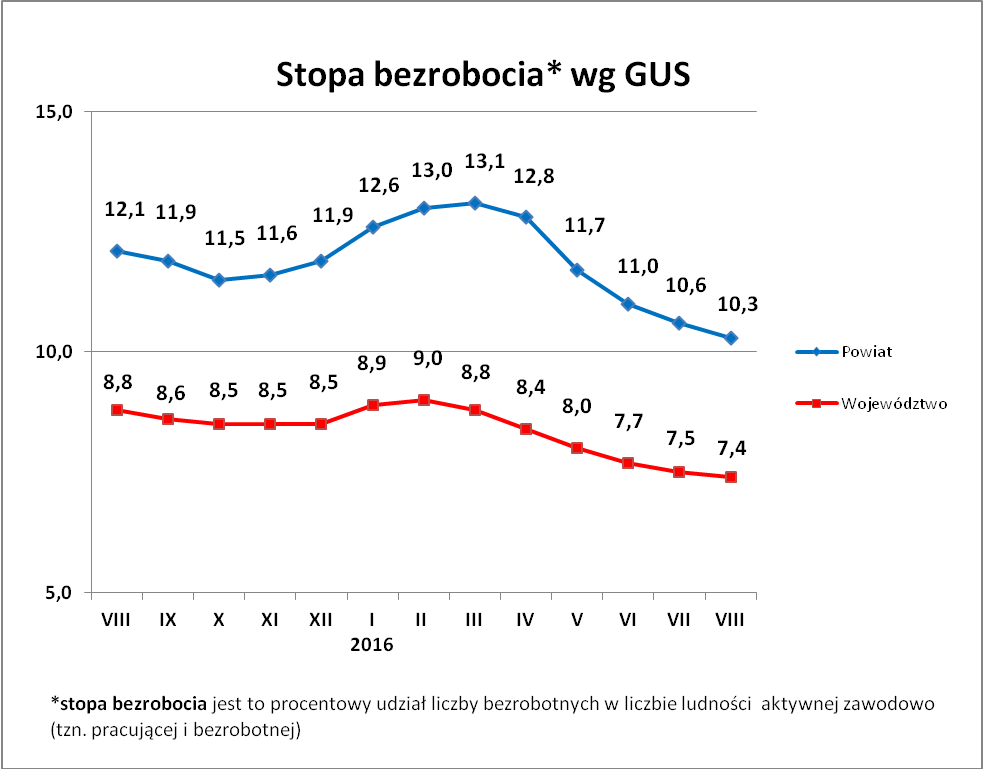 Stopa bezrobocia* wg GUS
15,0
12,1 11,9 11,5 11,6 11,9 12,6 13,0 13,1 12,8 11,7 11,0 10,6 10,3
10,0
8,8 8,6 8,5 8,5 8,5 8,9 9,0 8,8 8,4 8,0 7,7 7,5 7,4
Powiat
Województwo
5,0
VIII IX X XI XII I II III IV V VI VII VIII
2016
*stopa bezrobocia jest to procentowy udział liczby bezrobotnych w liczbie ludności aktywnej zawodowo
(tzn. pracującej i bezrobotnej)